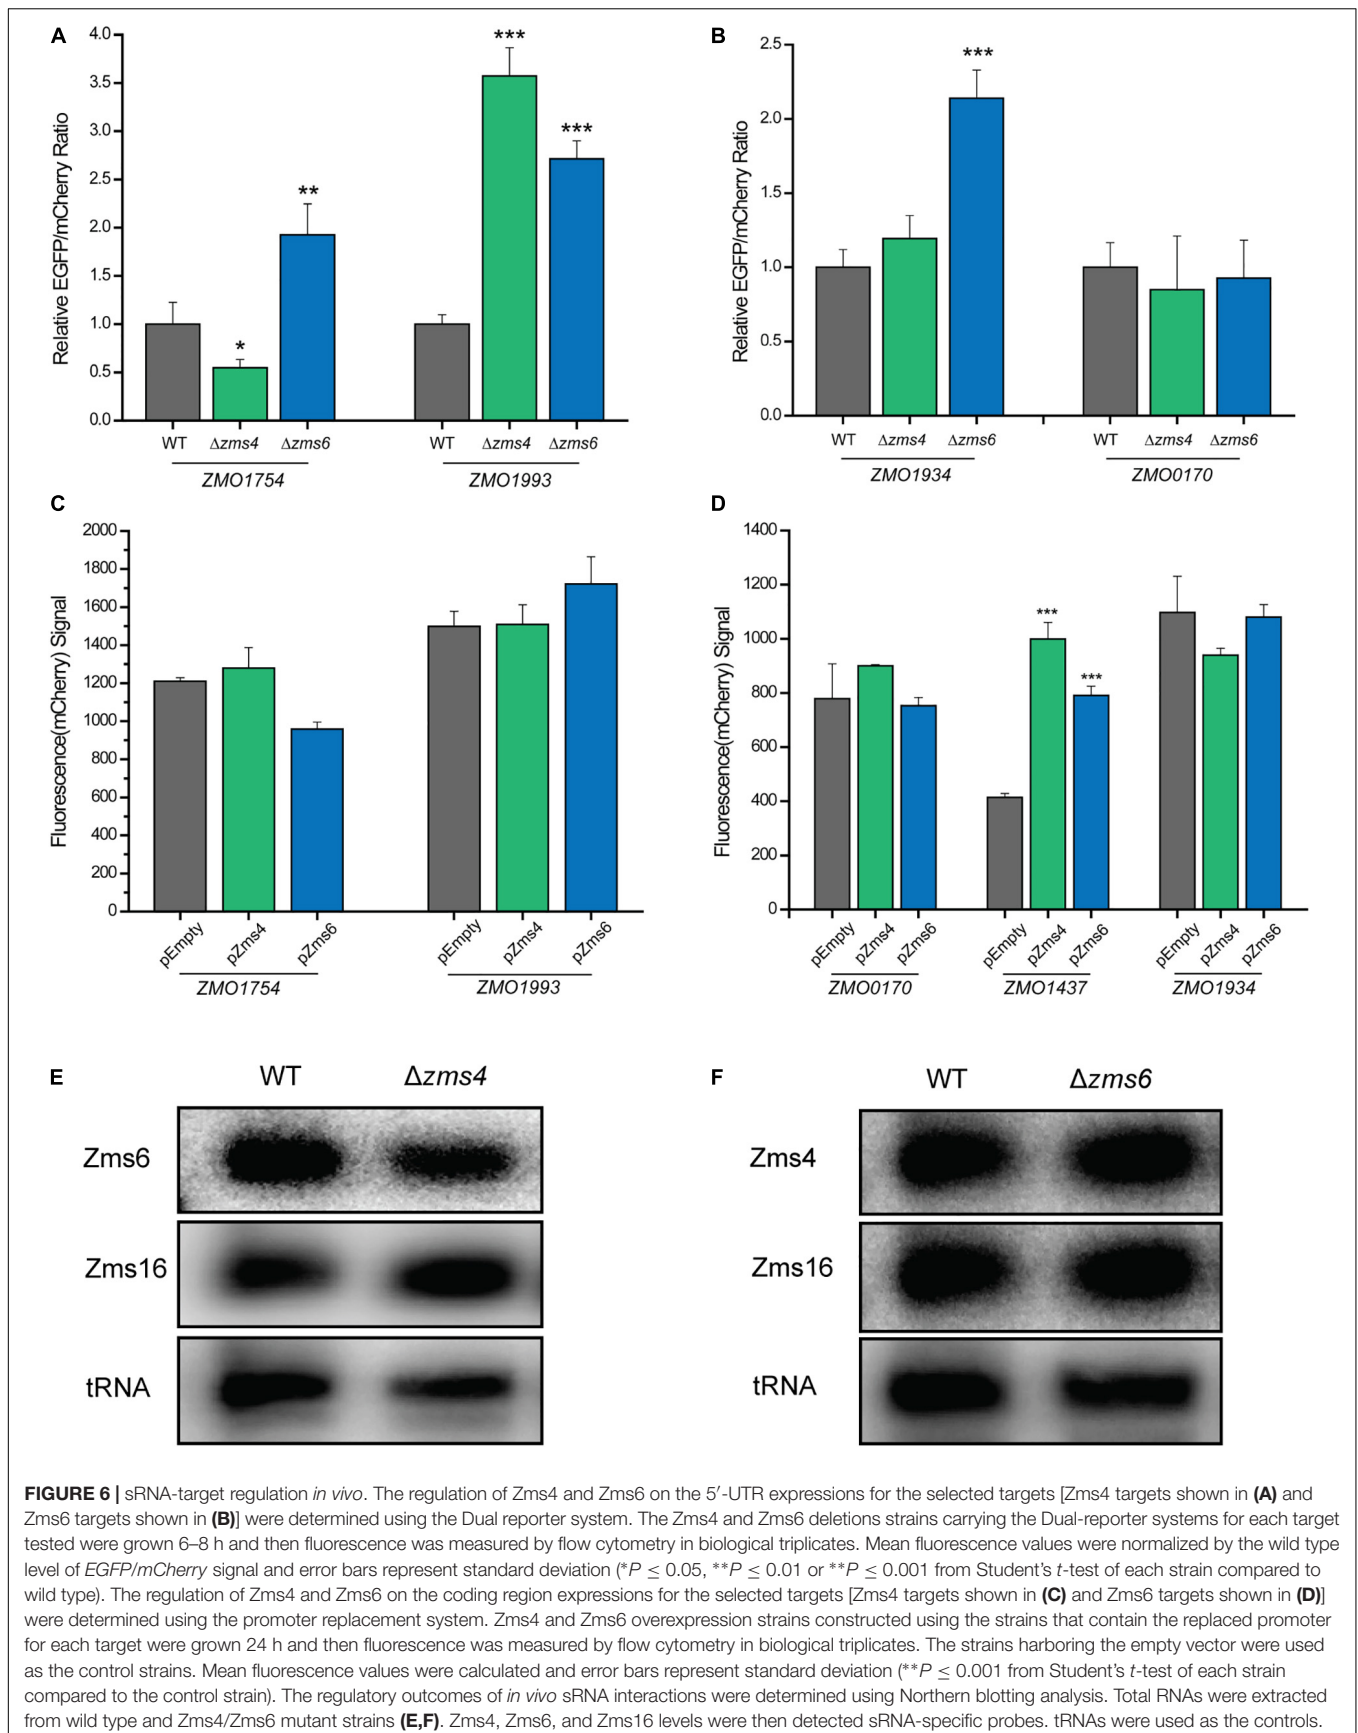 A
Relative EGFP/mCherry Ratio
4.0
3.5
3.0
2.5
2.0
1.5
1.0
0.5
0.0
*
**
***
***
WT Δzms4 Δzms6 WT Δzms4 Δzms6
ZMO1754 ZMO1993
B
Relative EGFP/mCherry Ratio
2.5
2.0
1.5
1.0
0.5
0.0
***
WT Δzms4 Δzms6 WT Δzms4 Δzms6
ZMO1934 ZMO0170
C
Fluorescence(mCherry) Signal
2000
1800
1600
1400
1200
1000
800
600
400
200
0
pEmpty pZms4 pZms6 pEmpty pZms4 pZms6
ZMO1754 ZMO1993
D
Fluorescence(mCherry) Signal
1400
1200
1000
800
600
400
200
0
***
***
pEmpty pZms4 pZms6 pEmpty pZms4 pZms6 pEmpty pZms4 pZms6
ZMO0170 ZMO1437 ZMO1934
E
WT Δzms4
Zms6
Zms16
tRNA
F
WT Δzms6
Zms4
Zms16
tRNA
FIGURE 6 | sRNA-target regulation in vivo. The regulation of Zms4 and Zms6 on the 5′-UTR expressions for the selected targets [Zms4 targets shown in (A) and
Zms6 targets shown in (B)] were determined using the Dual reporter system. The Zms4 and Zms6 deletions strains carrying the Dual-reporter systems for each target
tested were grown 6–8 h and then fluorescence was measured by flow cytometry in biological triplicates. Mean fluorescence values were normalized by the wild type
level of EGFP/mCherry signal and error bars represent standard deviation (*P ≤ 0.05, **P ≤ 0.01 or **P ≤ 0.001 from Student's t-test of each strain compared to
wild type). The regulation of Zms4 and Zms6 on the coding region expressions for the selected targets [Zms4 targets shown in (C) and Zms6 targets shown in (D)]
were determined using the promoter replacement system. Zms4 and Zms6 overexpression strains constructed using the strains that contain the replaced promoter
for each target were grown 24 h and then fluorescence was measured by flow cytometry in biological triplicates. The strains harboring the empty vector were used
as the control strains. Mean fluorescence values were calculated and error bars represent standard deviation (**P ≤ 0.001 from Student's t-test of each strain
compared to the control strain). The regulatory outcomes of in vivo sRNA interactions were determined using Northern blotting analysis. Total RNAs were extracted
from wild type and Zms4/Zms6 mutant strains (E,F). Zms4, Zms6, and Zms16 levels were then detected sRNA-specific probes. tRNAs were used as the controls.